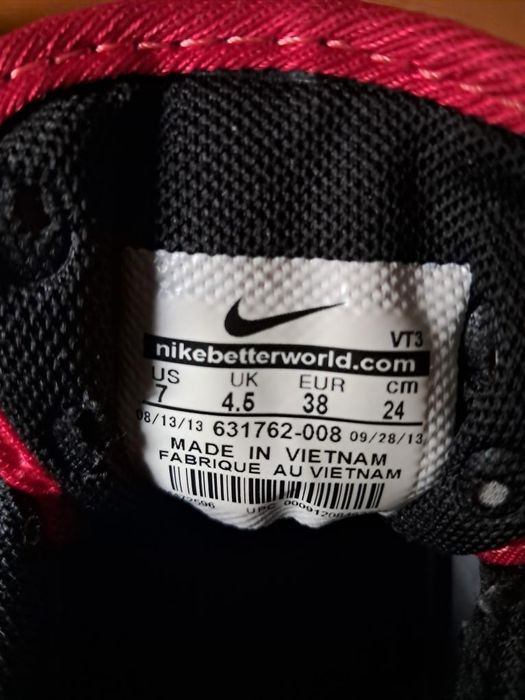 VT3
nikebetterworld.com
US UK EUR cm
7 4.5 38 24
08/13/13 631762-008 09/28/13
MADE IN VIETNAM
FABRIQUE AU VIETNAM
UPC